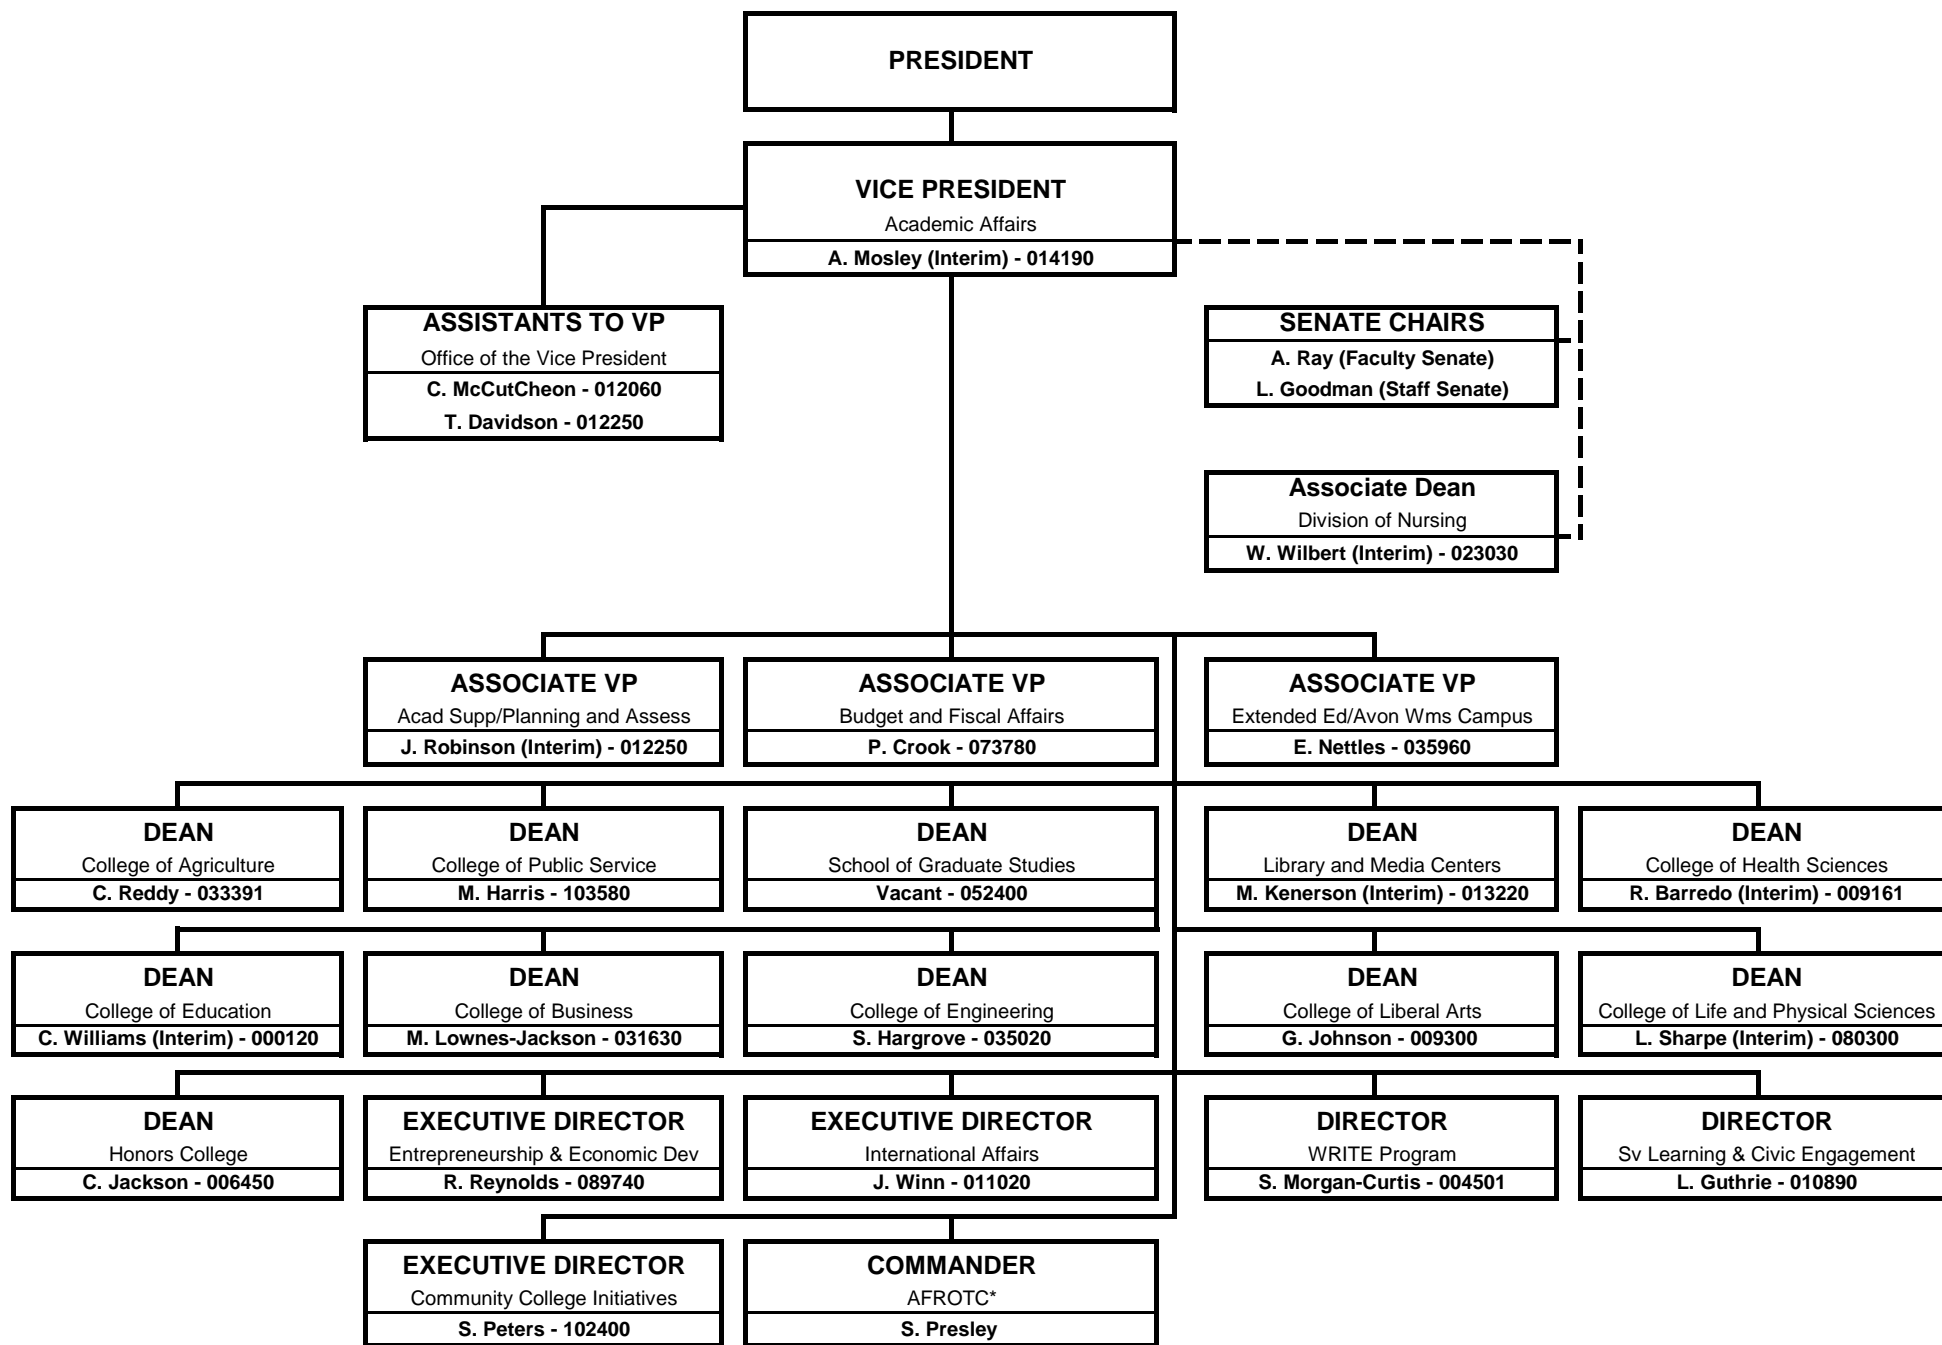 PRESIDENT
VICE PRESIDENT
Academic Affairs
A. Mosley (Interim) - 014190
ASSISTANTS TO VP
Office of the Vice President
C. McCutCheon - 012060
T. Davidson - 012250
SENATE CHAIRS
A. Ray (Faculty Senate)
L. Goodman (Staff Senate)
Associate Dean
Division of Nursing
W. Wilbert (Interim) - 023030
ASSOCIATE VP
Acad Supp/Planning and Assess
J. Robinson (Interim) - 012250
ASSOCIATE VP
Budget and Fiscal Affairs
P. Crook - 073780
ASSOCIATE VP
Extended Ed/Avon Wms Campus
E. Nettles - 035960
DEAN
College of Agriculture
C. Reddy - 033391
DEAN
College of Public Service
M. Harris - 103580
DEAN
School of Graduate Studies
Vacant - 052400
DEAN
Library and Media Centers
M. Kenerson (Interim) - 013220
DEAN
College of Health Sciences
R. Barredo (Interim) - 009161
DEAN
College of Education
C. Williams (Interim) - 000120
DEAN
College of Business
M. Lownes-Jackson - 031630
DEAN
College of Engineering
S. Hargrove - 035020
DEAN
College of Liberal Arts
G. Johnson - 009300
DEAN
College of Life and Physical Sciences
L. Sharpe (Interim) - 080300
DEAN
Honors College
C. Jackson - 006450
EXECUTIVE DIRECTOR
Entrepreneurship & Economic Dev
R. Reynolds - 089740
EXECUTIVE DIRECTOR
International Affairs
J. Winn - 011020
DIRECTOR
WRITE Program
S. Morgan-Curtis - 004501
DIRECTOR
Sv Learning & Civic Engagement
L. Guthrie - 010890
EXECUTIVE DIRECTOR
Community College Initiatives
S. Peters - 102400
COMMANDER
AFROTC*
S. Presley